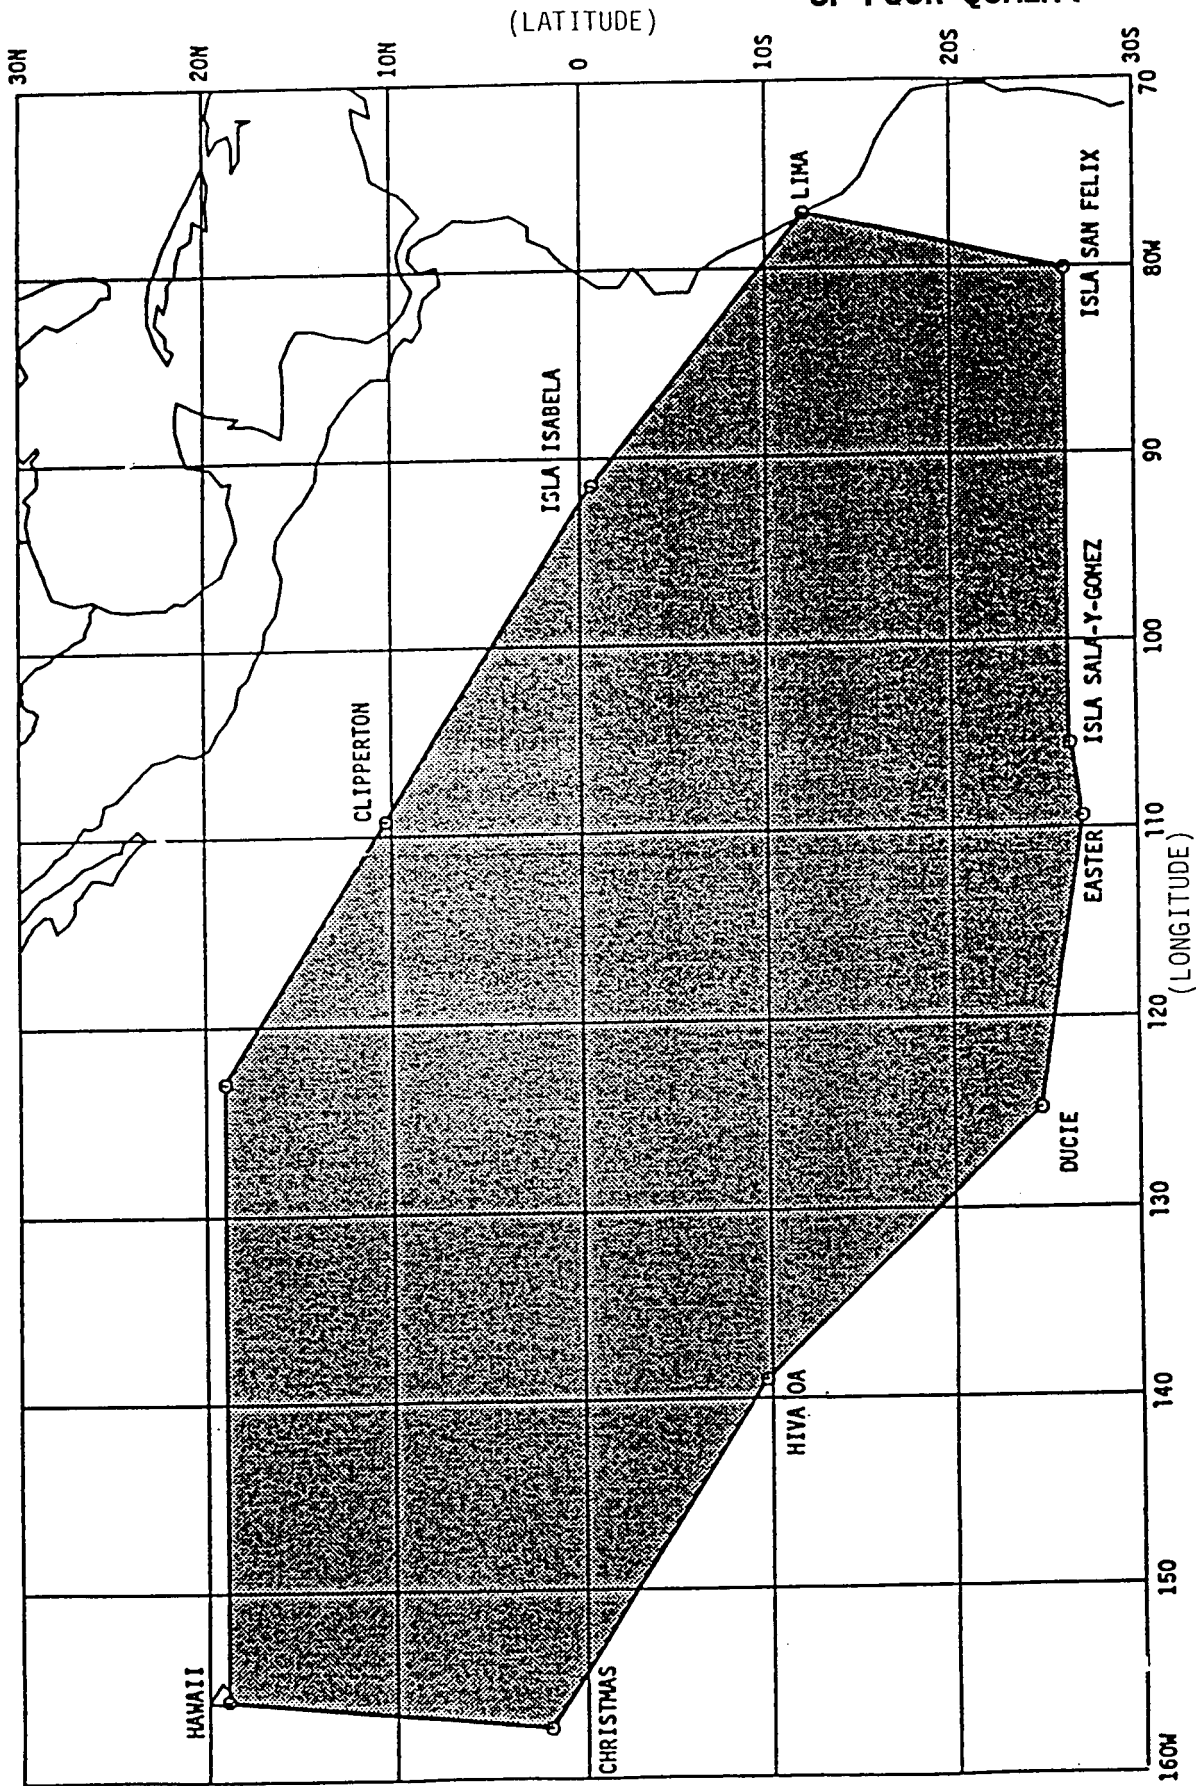 (LATITUDE)
30N
20N
10N
0
10S
20S
30S
HAWAII
CHRISTMAS
CLIPPERTON
ISLA ISABELA
LIMA
HIVA OA
DUCIE
EASTER
ISLA SALA-Y-GOMEZ
ISLA SAN FELIX
160W
150
140
130
120
110
100
90
80W
70
(LONGITUDE)